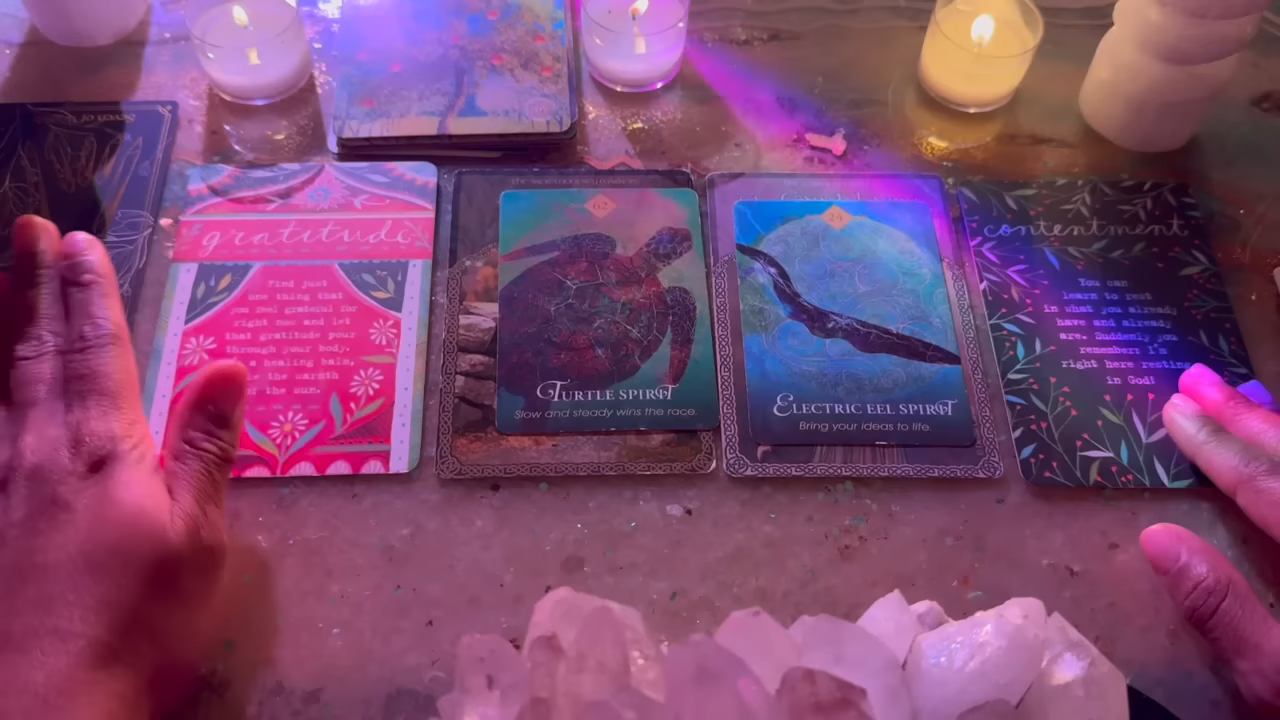 gratitude
Find just
one thing that
you feel grateful for
right now and let
that gratitude pour
through your body.
a healing balm,
the warmth
of the sun.
62
TURTLE SPIRIT
Slow and steady wins the race.
24
ELECTRIC EEL SPIRIT
Bring your ideas to life.
contentment
You can
learn to rest
in what you already
have and already
are. Suddenly you
remember: I'm
right here resting
in God!